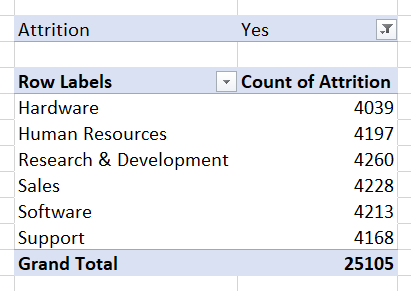 Attrition Yes
Row Labels Count of Attrition
Hardware 4039
Human Resources 4197
Research & Development 4260
Sales 4228
Software 4213
Support 4168
Grand Total 25105